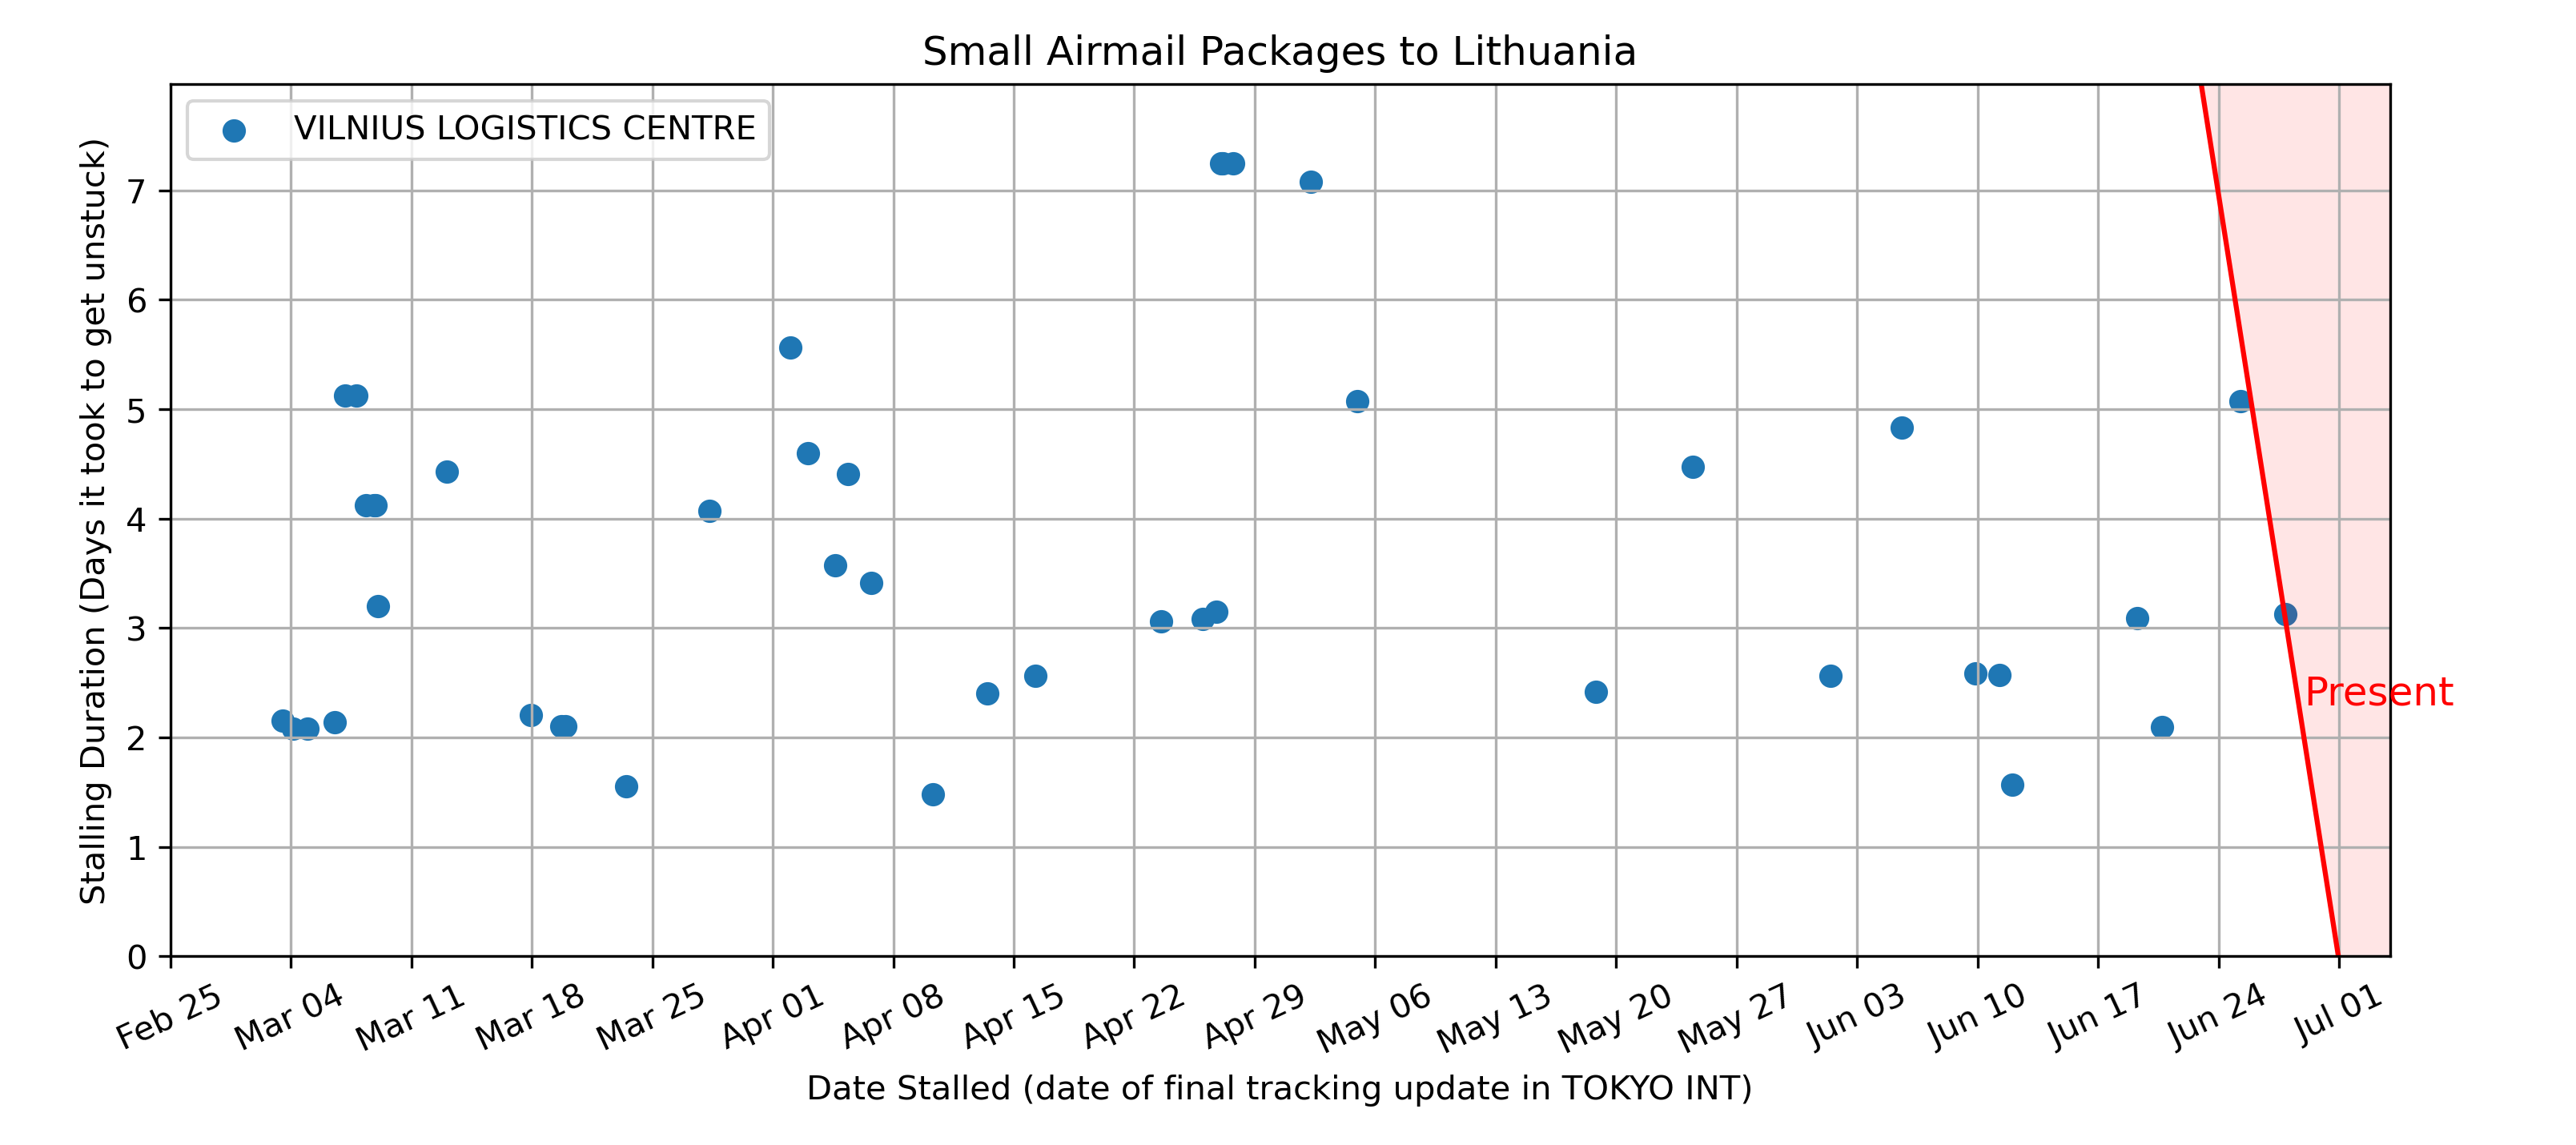 Small Airmail Packages to Lithuania
VILNIUS LOGISTICS CENTRE
Stalling Duration (Days it took to get unstuck)
7
6
5
4
3
2
1
0
Present
Feb 25
Mar 04
Mar 11
Mar 18
Mar 25
Apr 01
Apr 08
Apr 15
Apr 22
Apr 29
May 06
May 13
May 20
May 27
Jun 03
Jun 10
Jun 17
Jun 24
Jul 01
Date Stalled (date of final tracking update in TOKYO INT)